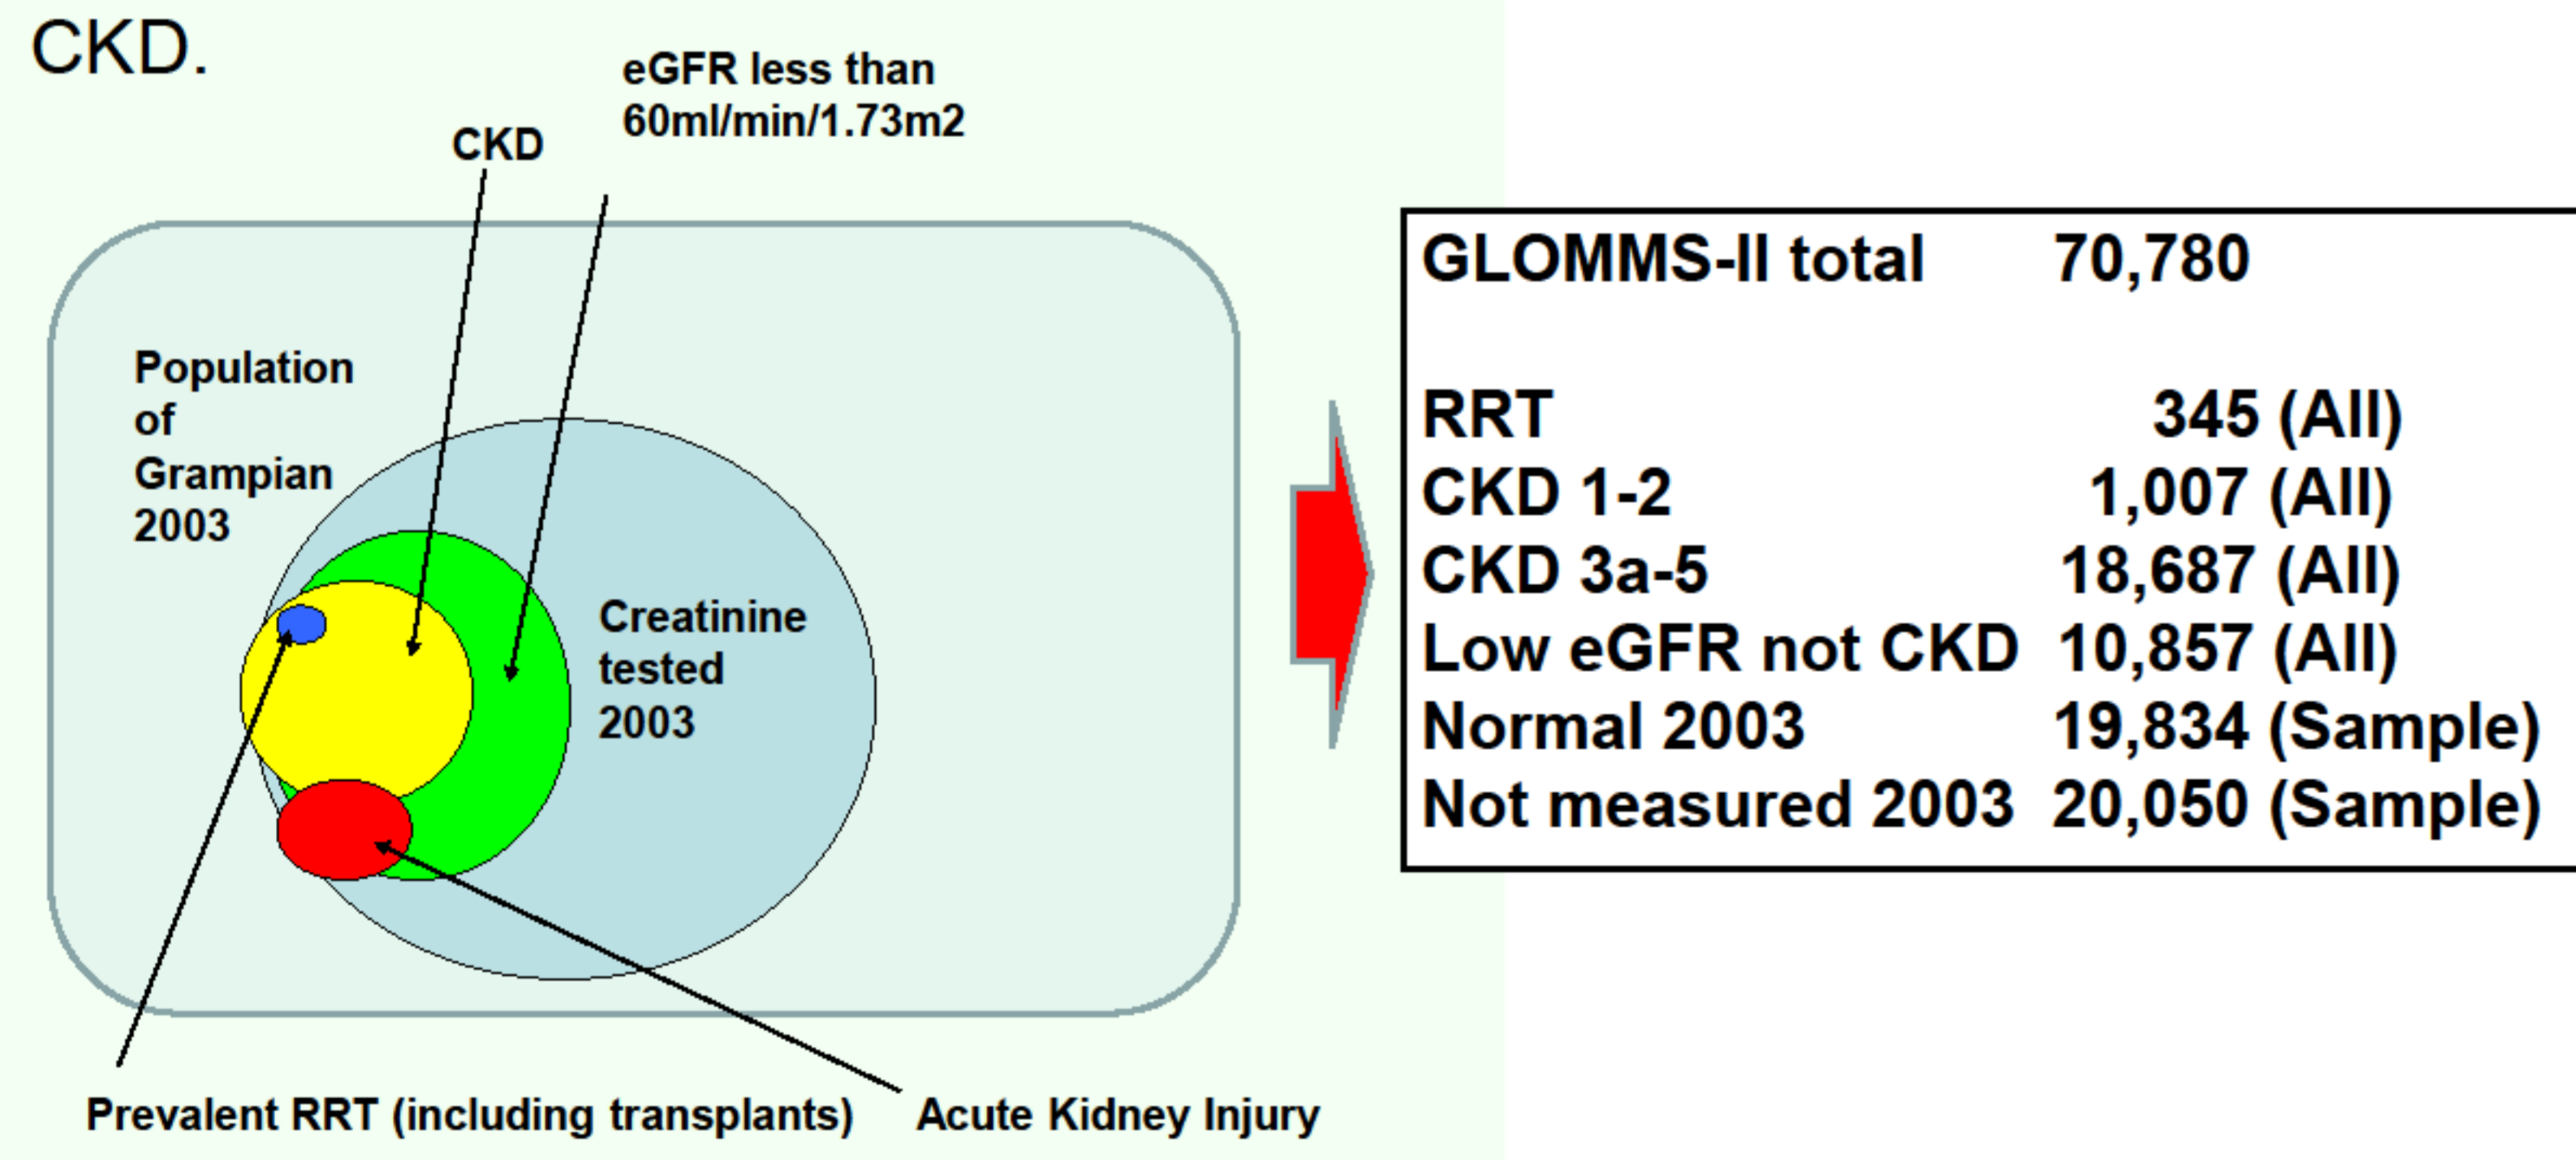 CKD.
eGFR less than
60ml/min/1.73m2
CKD
Population
of
Grampian
2003
Creatinine
tested
2003
Prevalent RRT (including transplants)
Acute Kidney Injury
GLOMMS-II total 70,780
RRT 345 (All)
CKD 1-2 1,007 (All)
CKD 3a-5 18,687 (All)
Low eGFR not CKD 10,857 (All)
Normal 2003 19,834 (Sample)
Not measured 2003 20,050 (Sample)